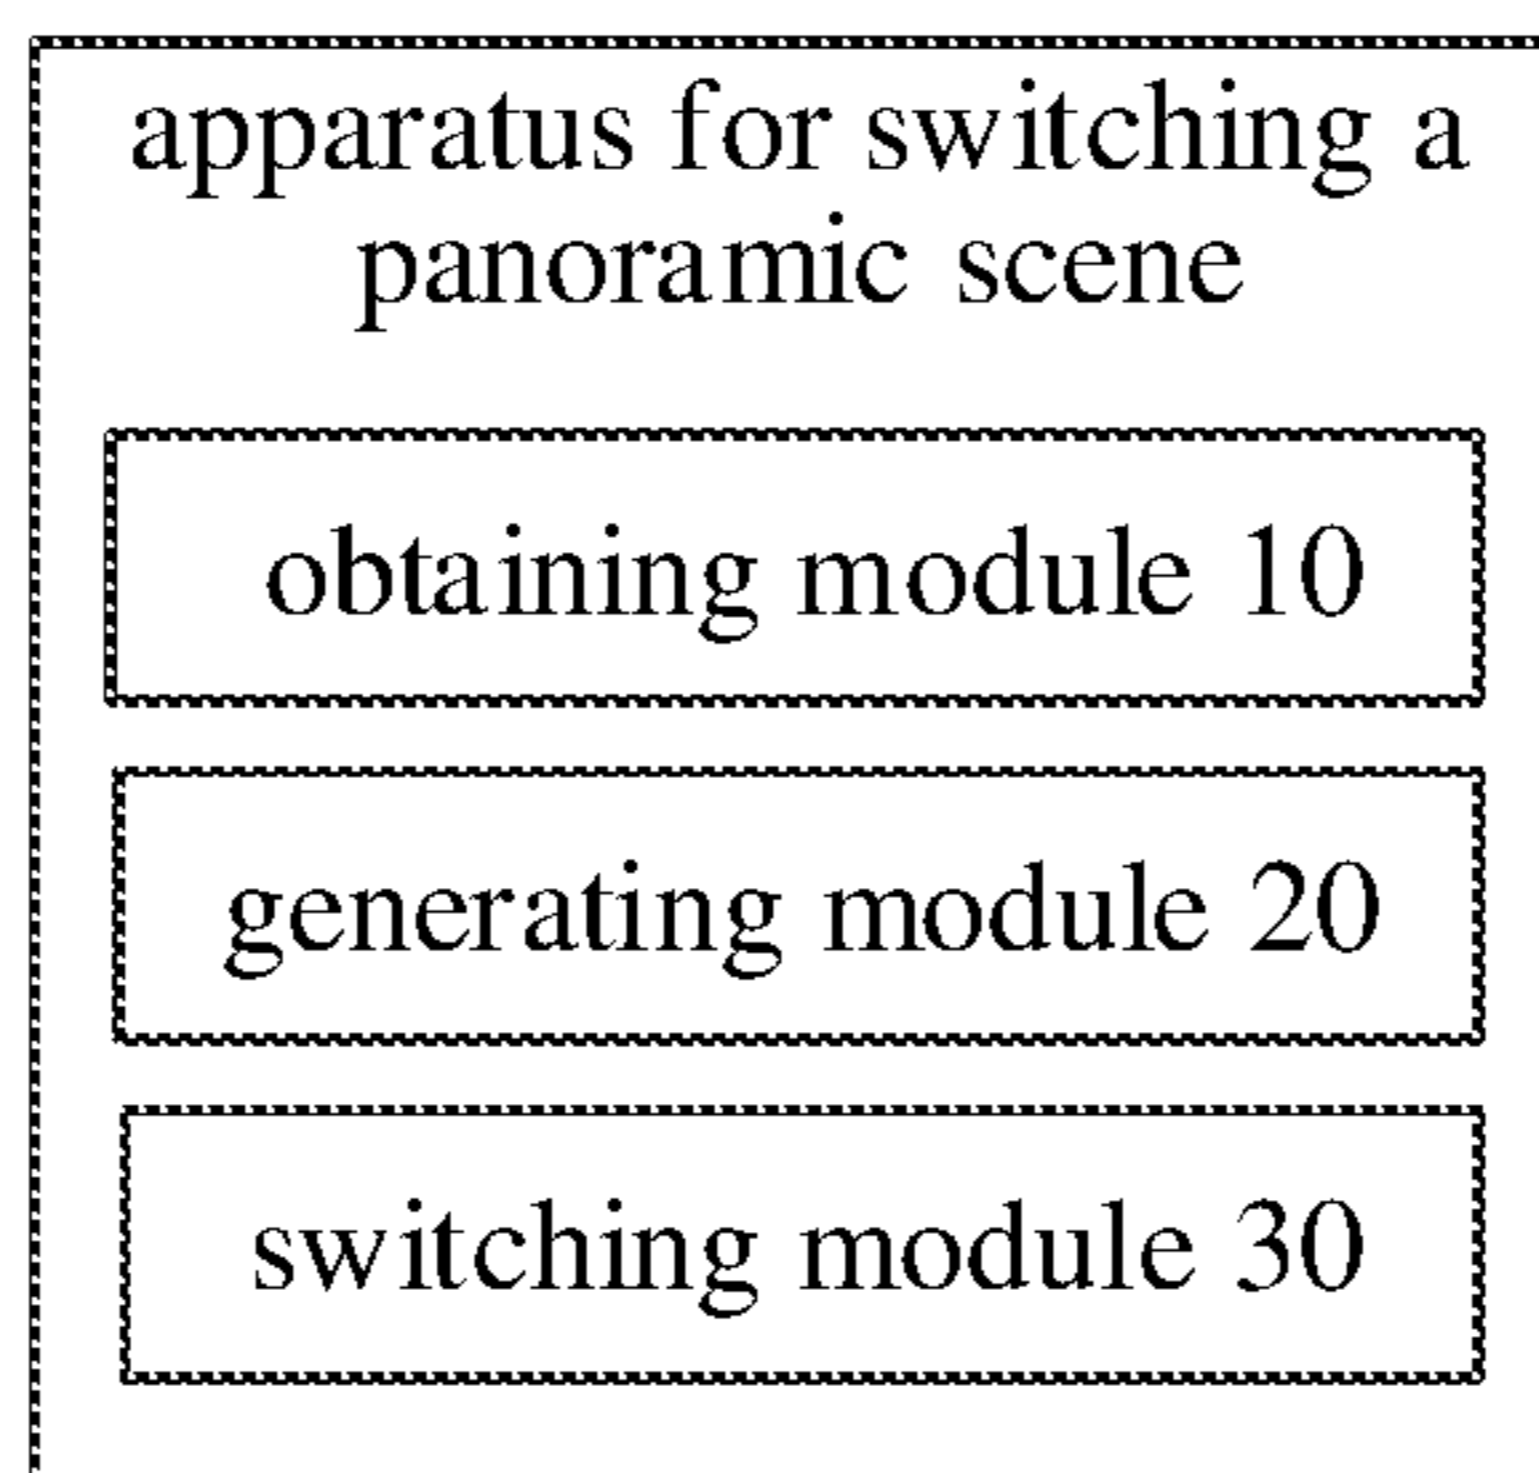 apparatus for switching a
panoramic scene
obtaining module 10
generating module 20
switching module 30